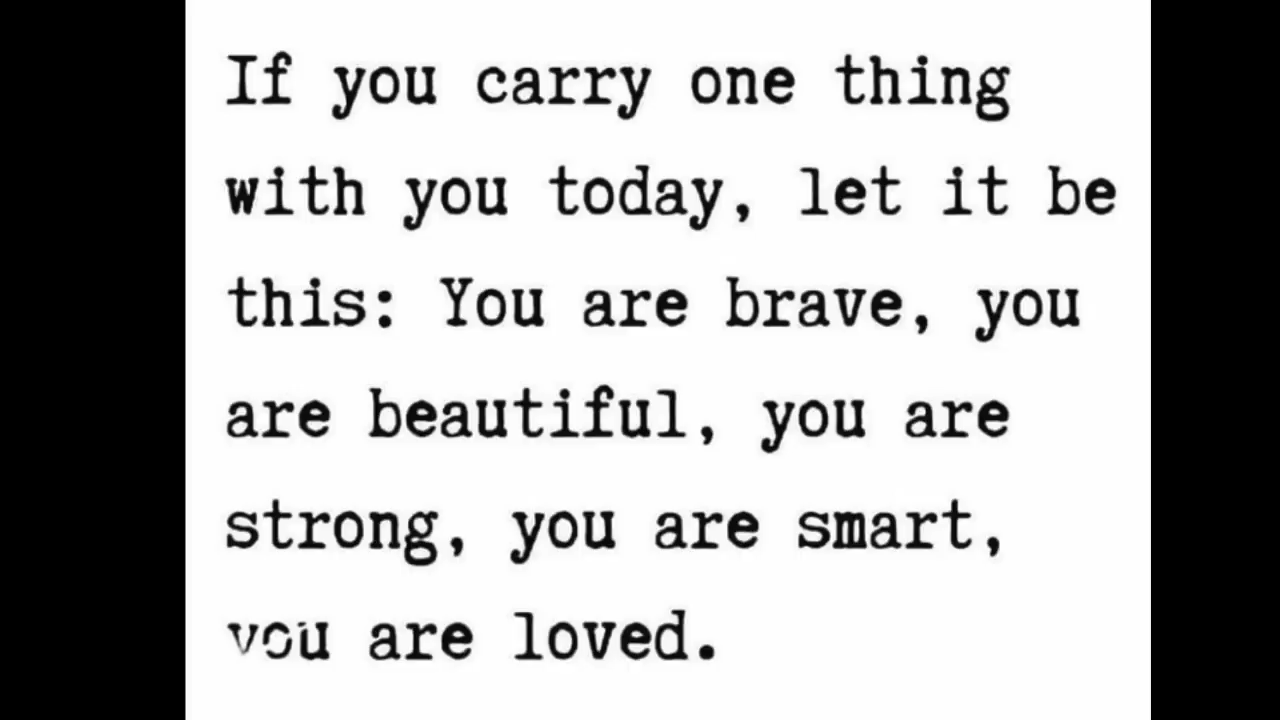 If you carry one thing
with you today, let it be
this: You are brave, you
are beautiful, you are
strong, you are smart,
you are loved.